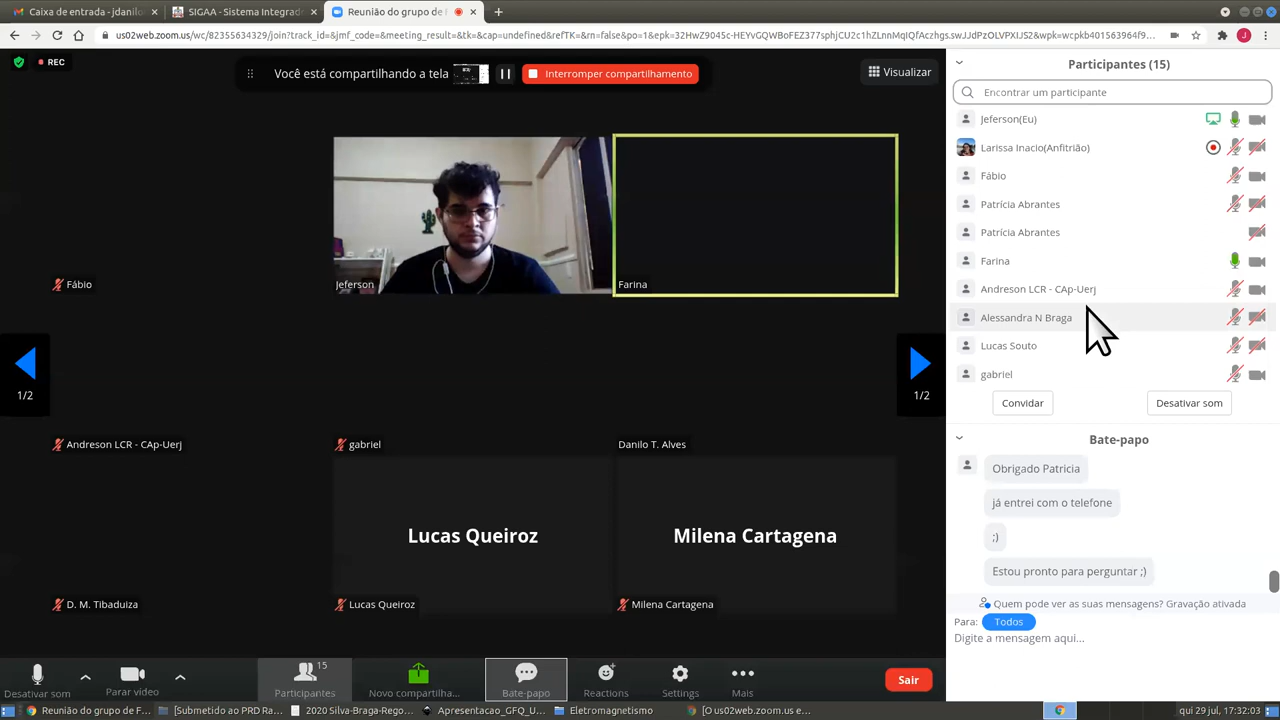 Caixa de entrada - jdanilo
SIGAA - Sistema Integrad
Reunião do grupo de F
us02web.zoom.us/wc/82355634329/join?track_id=&jmf_code=&meeting_result=&tk=&cap=undefined&refTK=&rn=false&po=1&epk=
REC
Você está compartilhando a tela
Interromper compartilhamento
Visualizar
Fábio
Jeferson
Farina
1/2
1/2
Andreson LCR - CAp-Uerj
gabriel
Danilo T. Alves
Lucas Queiroz
Milena Cartagena
D. M. Tibaduiza
Lucas Queiroz
Milena Cartagena
Desativar som
Parar vídeo
15
Participantes
Novo compartilha...
Bate-papo
Reactions
Settings
Mais
Sair
Participantes (15)
Encontrar um participante
Jeferson(Eu)
Larissa Inacio(Anfitrião)
Fábio
Patrícia Abrantes
Patrícia Abrantes
Farina
Andreson LCR - CAp-Uerj
Alessandra N Braga
Lucas Souto
gabriel
Convidar
Desativar som
Bate-papo
Obrigado Patricia
já entrei com o telefone
;)
Estou pronto para perguntar ;)
Quem pode ver as suas mensagens? Gravação ativada
Para: Todos
Digite a mensagem aqui...
Reunião do grupo de F...
[Submetido ao PRD Ra...
2020 Silva-Braga-Rego...
Apresentacao_GFQ_U...
Eletromagnetismo
[O us02web.zoom.us e...
qui 29 jul, 17:32:03